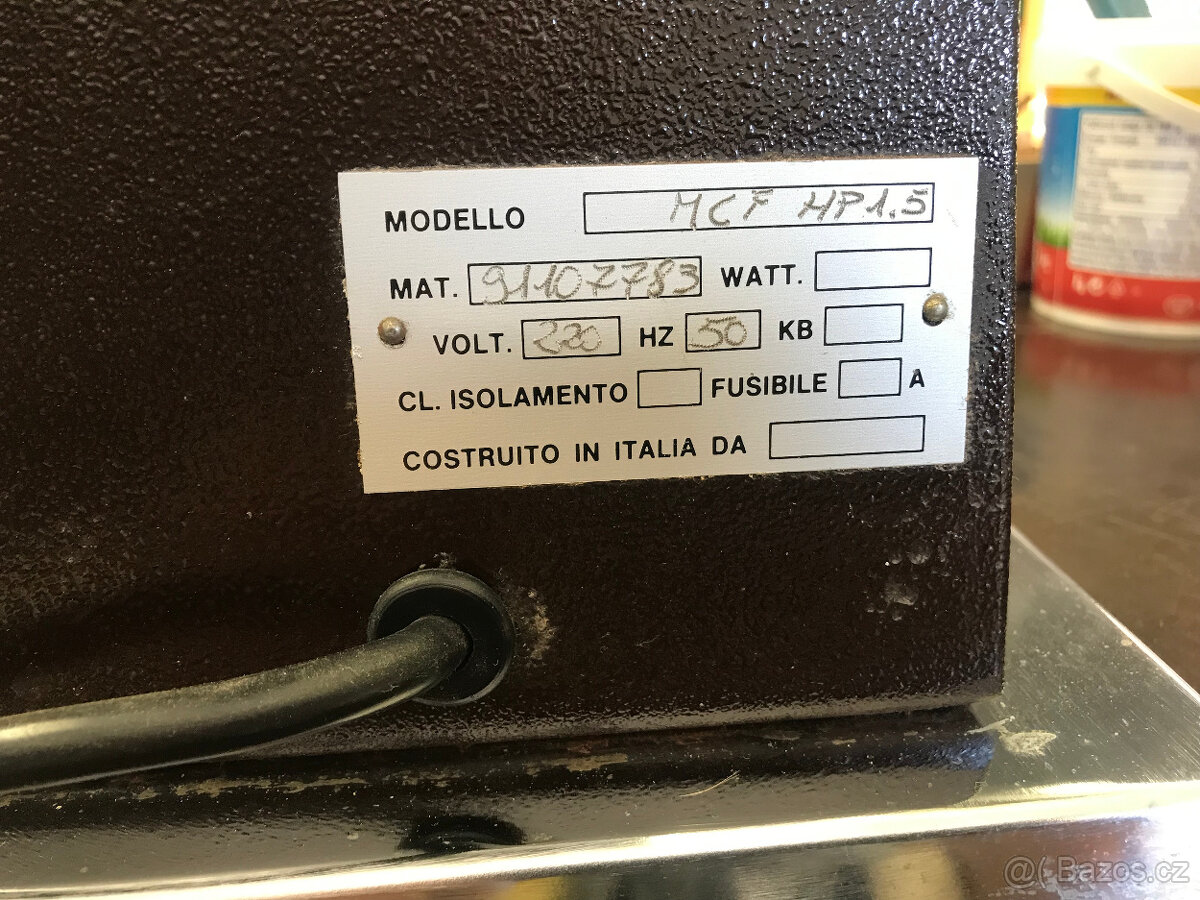 MODELLO MCF HP1.5
MAT. 91107783 WATT.
VOLT. 220 HZ 50 KB
CL. ISOLAMENTO FUSIBILE A
COSTRUITO IN ITALIA DA
@( Bazos.cz